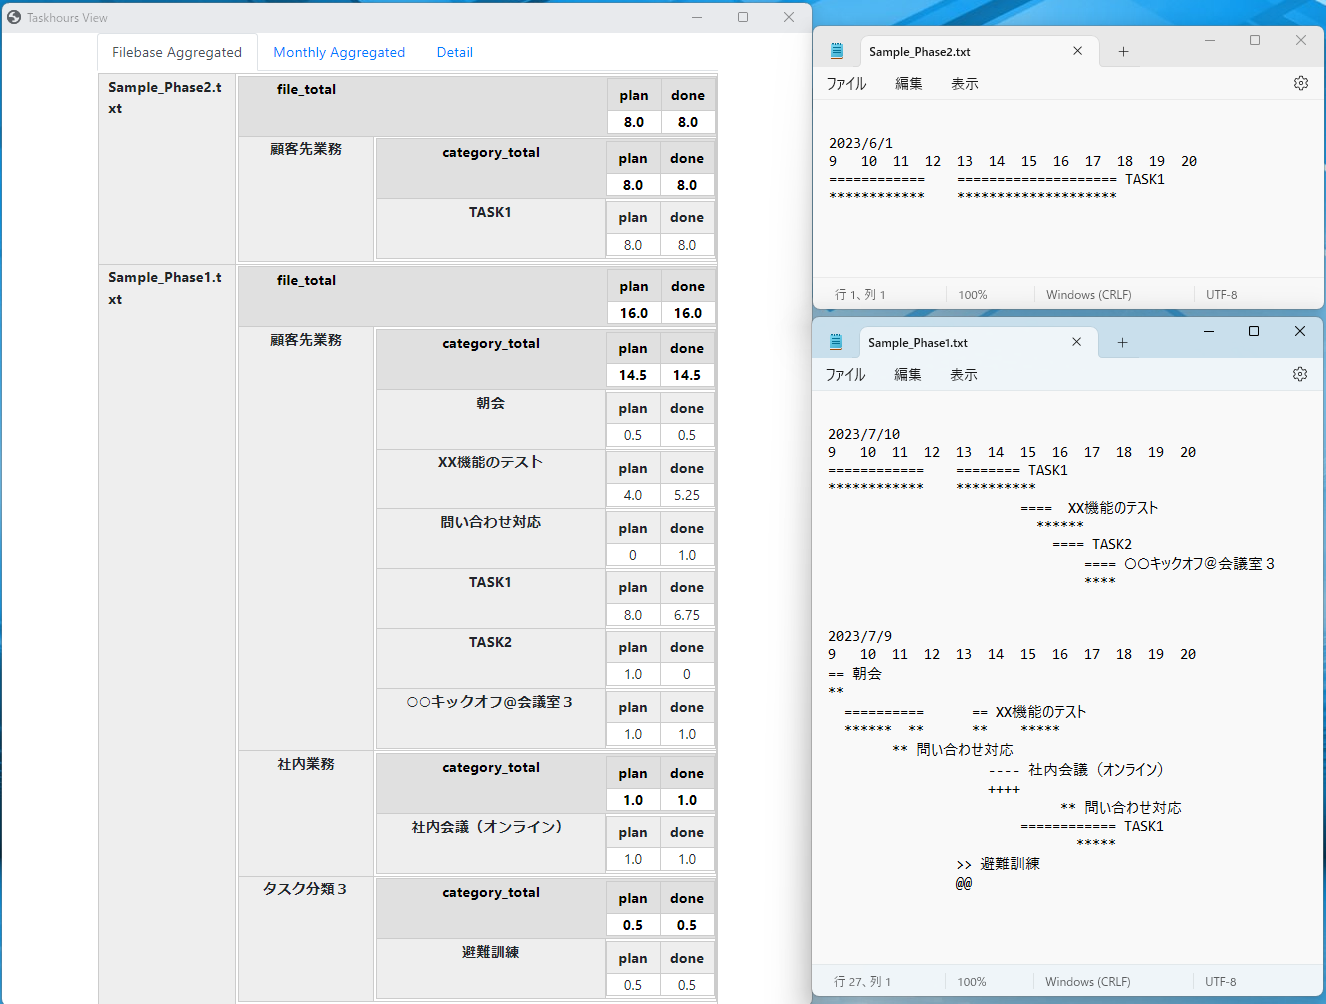 Taskhours View
Filebase Aggregated Monthly Aggregated Detail
Sample_Phase2.t
xt
file_total
plan done
8.0 8.0
顧客先業務
category_total
plan done
8.0 8.0
TASK1
plan done
8.0 8.0
Sample_Phase1.t
xt
file_total
plan done
16.0 16.0
顧客先業務
category_total
plan done
14.5 14.5
朝会
plan done
0.5 0.5
XX機能のテスト
plan done
4.0 5.25
問い合わせ対応
plan done
0 1.0
TASK1
plan done
8.0 6.75
TASK2
plan done
1.0 0
○○キックオフ@会議室３
plan done
1.0 1.0
社内業務
category_total
plan done
1.0 1.0
社内会議（オンライン）
plan done
1.0 1.0
タスク分類３
category_total
plan done
0.5 0.5
避難訓練
plan done
0.5 0.5
Sample_Phase2.txt
ファイル 編集 表示
2023/6/1
9   10  11  12  13  14  15  16  17  18  19  20
============    ==================== TASK1
************    ********************
行 1、列 1 100% Windows (CRLF) UTF-8
Sample_Phase1.txt
ファイル 編集 表示
2023/7/10
9   10  11  12  13  14  15  16  17  18  19  20
============    ======== TASK1
************    **********
                        ====  XX機能のテスト
                          ******
                            ==== TASK2
                                ==== ○○キックオフ@会議室３
                                ****
2023/7/9
9   10  11  12  13  14  15  16  17  18  19  20
== 朝会
**
  ==========      == XX機能のテスト
  ******  **      **    *****
        ** 問い合わせ対応
                    ---- 社内会議（オンライン）
                    ++++
                             ** 問い合わせ対応
                        ============ TASK1
                               *****
                >> 避難訓練
                @@
行 27、列 1 100% Windows (CRLF) UTF-8